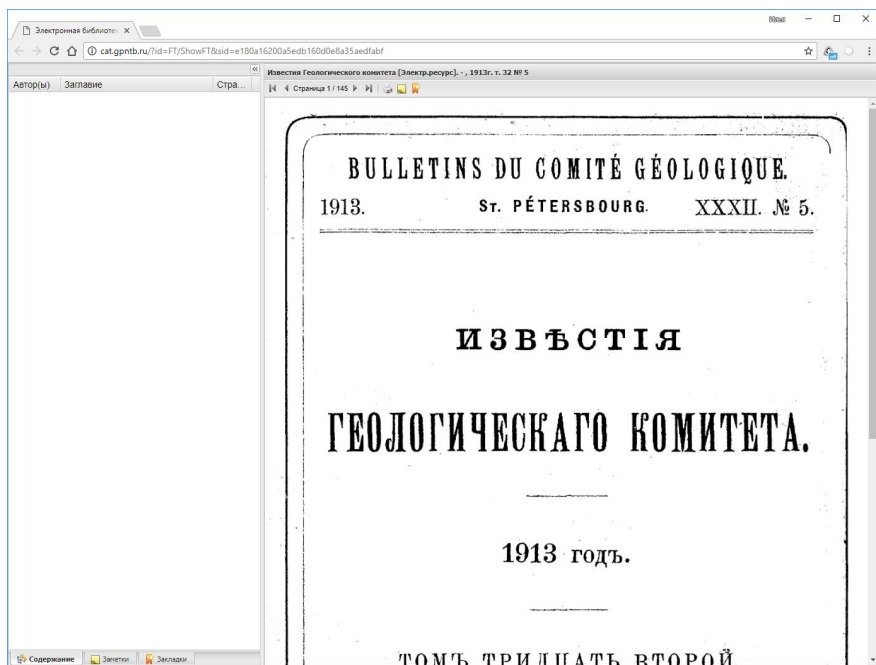 Электронная библиотек
cat.gpntb.ru/?id=FT/ShowFT&sid=e180a16200a5edb160d0e8a35aedfabf
Автор(ы) Заглавие Стра...
Известия Геологического комитета [Электр.ресурс]. - , 1913г. т. 32 № 5
Страница 1 / 145
BULLETINS DU COMITÉ GÉOLOGIQUE.
1913. ST. PÉTERSBOURG. XXXII. № 5.
ИЗВѢСТІЯ
ГЕОЛОГИЧЕСКАГО КОМИТЕТА.
1913 годъ.
ТОМЪ ТРИДЦАТЬ ВТОРОЙ
Содержание Заметки Закладки